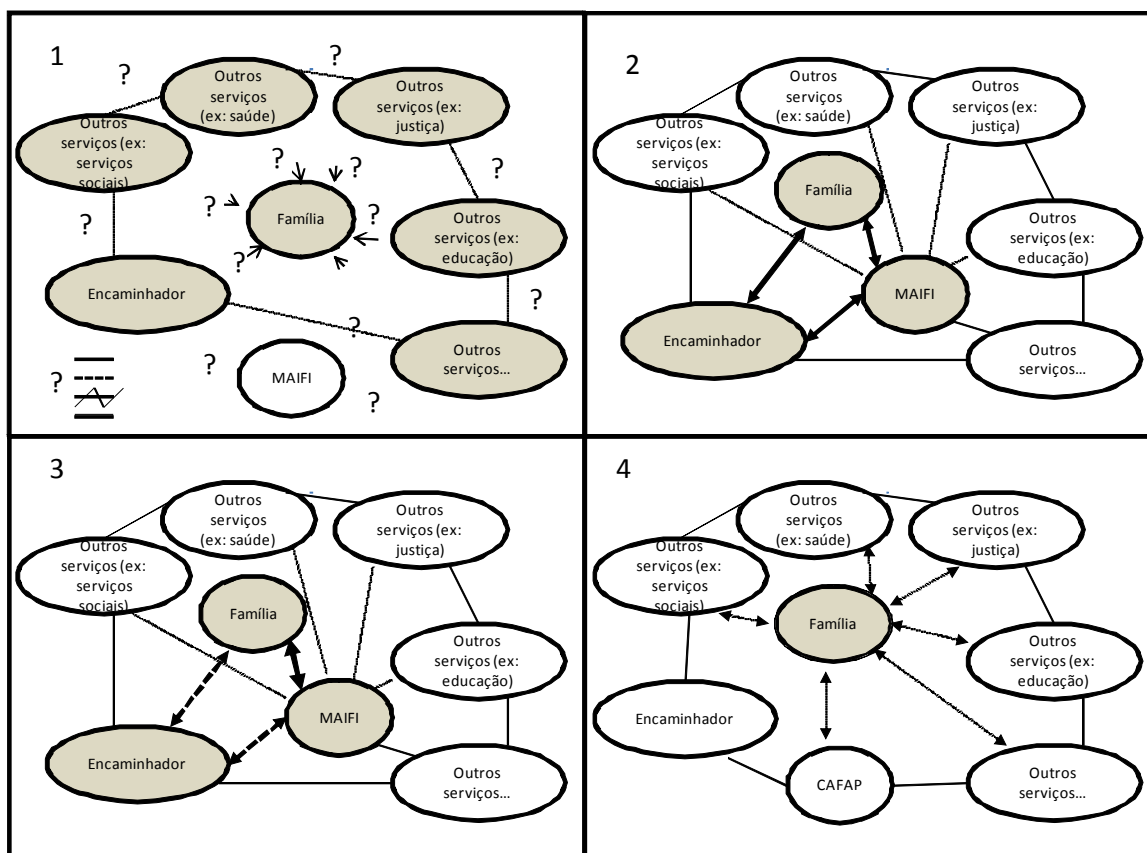 1
?
?
Outros
serviços
(ex: saúde)
Outros
serviços (ex:
justiça)
Outros
serviços (ex:
serviços
sociais)
?
?
?
?
?
Família
?
Outros
serviços (ex:
educação)
?
?
Encaminhador
?
?
?
MAIFI
?
Outros
serviços...
?
2
Outros
serviços
(ex: saúde)
Outros
serviços (ex:
justiça)
Outros
serviços (ex:
serviços
sociais)
Família
Outros
serviços (ex:
educação)
MAIFI
Encaminhador
Outros
serviços...
3
Outros
serviços
(ex: saúde)
Outros
serviços (ex:
justiça)
Outros
serviços (ex:
serviços
sociais)
Família
Outros
serviços (ex:
educação)
MAIFI
Encaminhador
Outros
serviços...
4
Outros
serviços
(ex: saúde)
Outros
serviços (ex:
justiça)
Outros
serviços (ex:
serviços
sociais)
Família
Outros
serviços (ex:
educação)
Encaminhador
CAFAP
Outros
serviços...